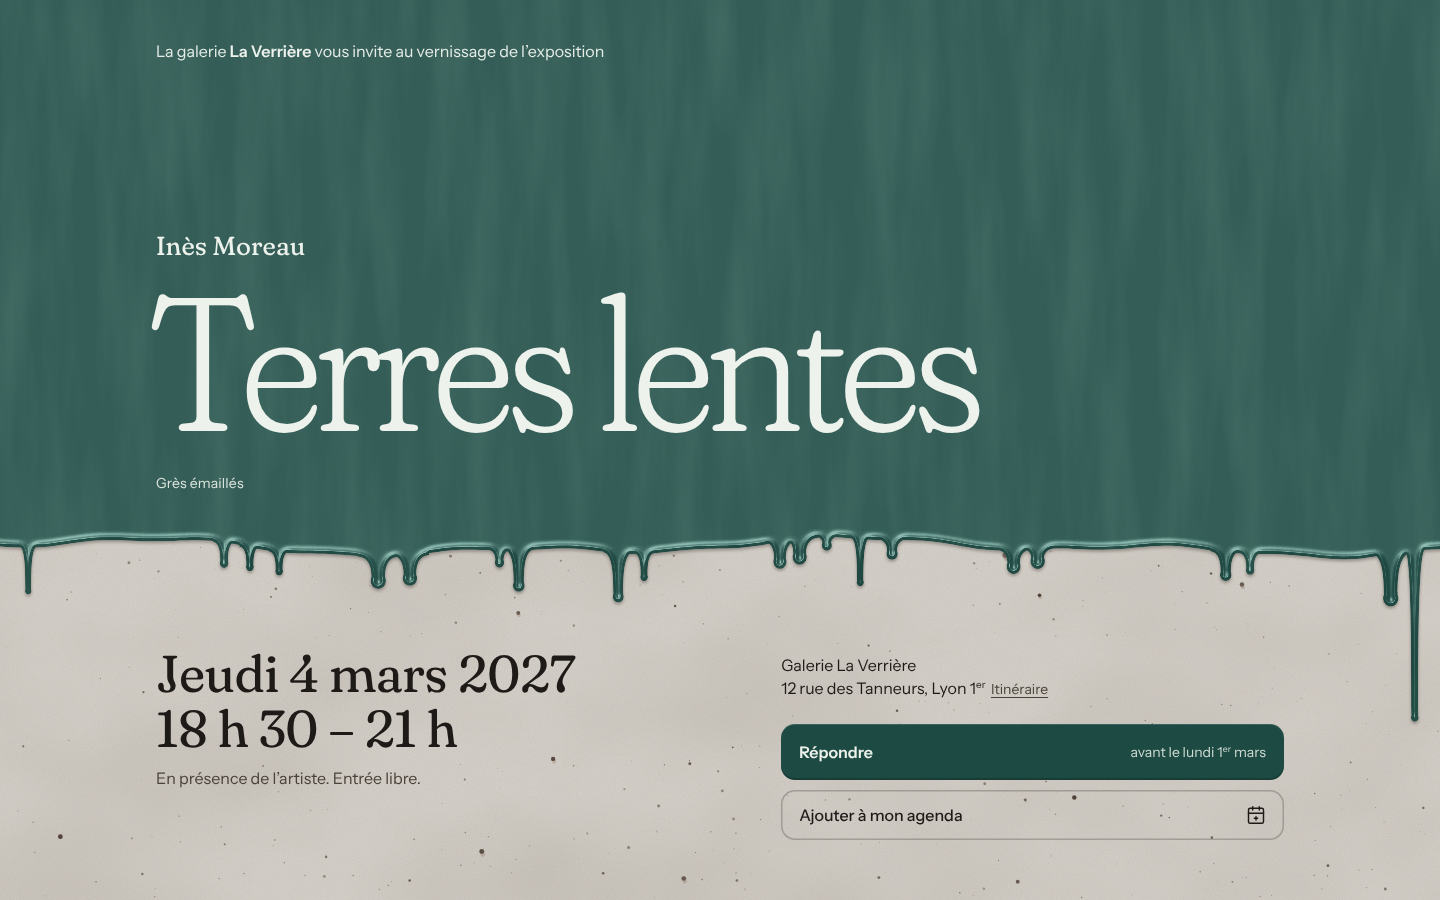 La galerie La Verrière vous invite au vernissage de l’exposition
Inès Moreau
Terres lentes
Grès émaillés
Jeudi 4 mars 2027
18 h 30 – 21 h
En présence de l’artiste. Entrée libre.
Galerie La Verrière
12 rue des Tanneurs, Lyon 1er Itinéraire
Répondre avant le lundi 1er mars
Ajouter à mon agenda